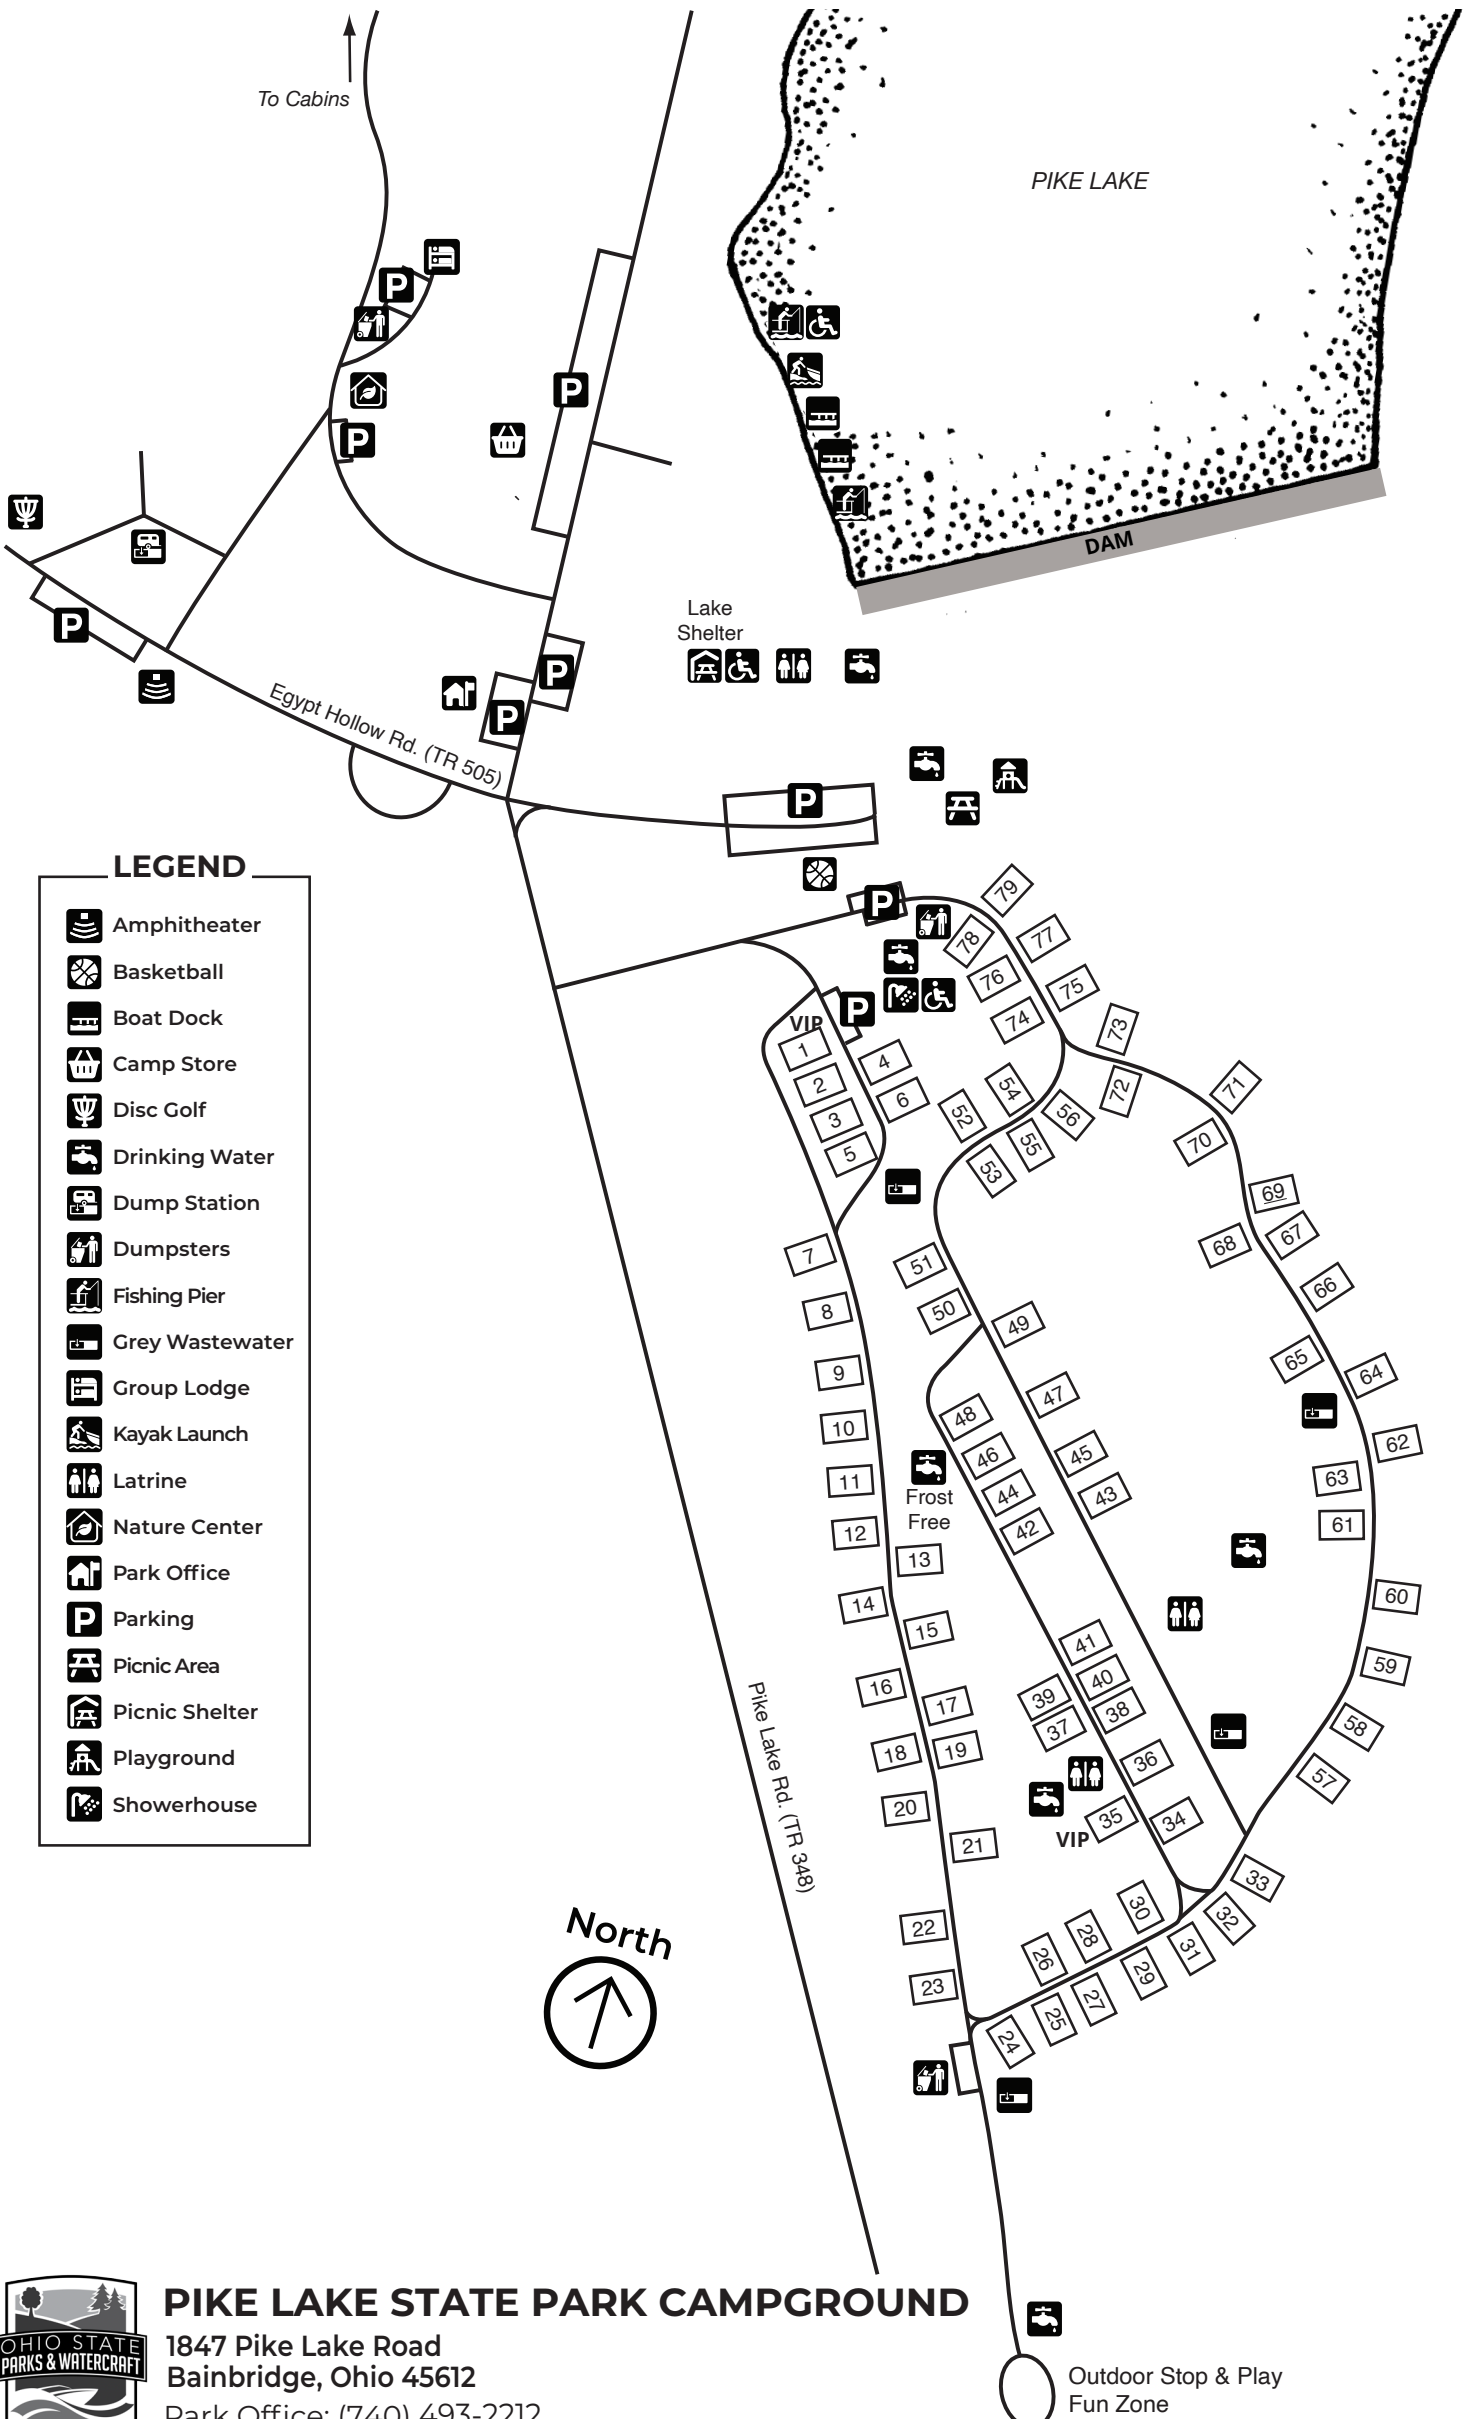 To Cabins
PIKE LAKE
P
P
P
DAM
Lake
Shelter
P
P
P
Egypt Hollow Rd. (TR 505)
P
LEGEND
Amphitheater
Basketball
Boat Dock
Camp Store
Disc Golf
Drinking Water
Dump Station
Dumpsters
Fishing Pier
Grey Wastewater
Group Lodge
Kayak Launch
Latrine
Nature Center
Park Office
P Parking
Picnic Area
Picnic Shelter
Playground
Showerhouse
P
79
78
77
76
75
P
74
73
VIP
1
4
54
72
71
2
6
52
56
3
70
5
55
53
69
7
68
67
51
66
8
50
49
9
65
64
47
10
48
62
46
45
11
63
44
43
Frost
Free
12
42
61
13
14
60
15
41
59
16
40
39
17
38
58
37
18
19
36
57
20
35
34
VIP
21
33
30
32
22
28
31
26
29
23
27
25
24
Pike Lake Rd. (TR 348)
North
OHIO STATE
PARKS & WATERCRAFT
PIKE LAKE STATE PARK CAMPGROUND
1847 Pike Lake Road
Bainbridge, Ohio 45612
Park Office: (740) 493-2212
Outdoor Stop & Play
Fun Zone